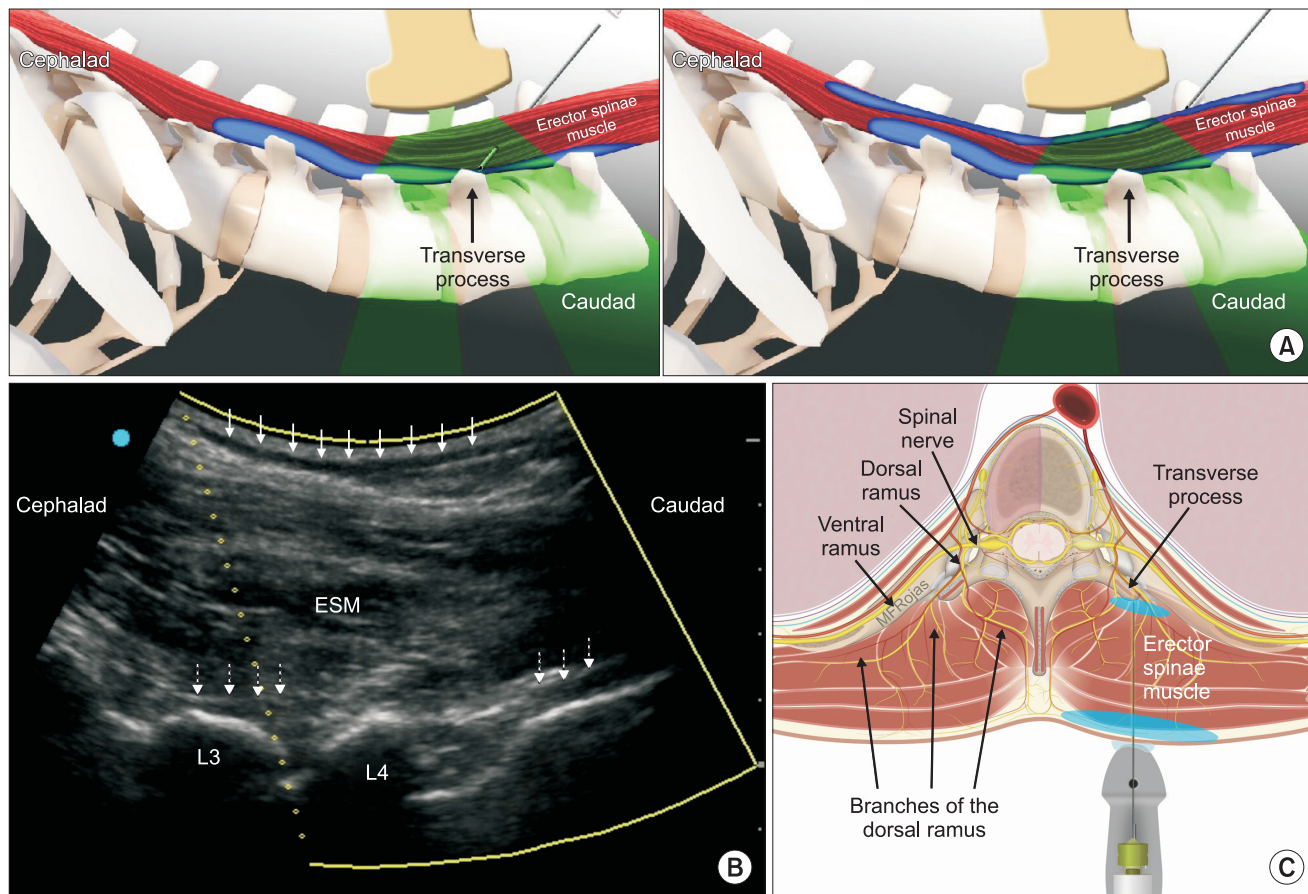 Cephalad
Erector spinae
muscle
Transverse
process
Caudad
Cephalad
Erector spinae
muscle
Transverse
process
Caudad
A
Cephalad
Caudad
ESM
L3
L4
B
Spinal
nerve
Dorsal
ramus
Ventral
ramus
Transverse
process
MFRojas
Erector
spinae
muscle
Branches of the
dorsal ramus
C